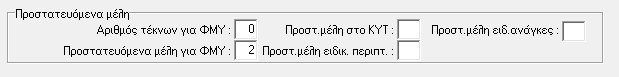 Προστατευόμενα μέλη
Αριθμός τέκνων για ΦΜΥ : 0 Προστ.μέλη στο ΚΥΤ : Προστ.μέλη ειδ.ανάγκες :
Προστατευόμενα μέλη για ΦΜΥ : 2 Προστ.μέλη ειδικ. περιπτ. :